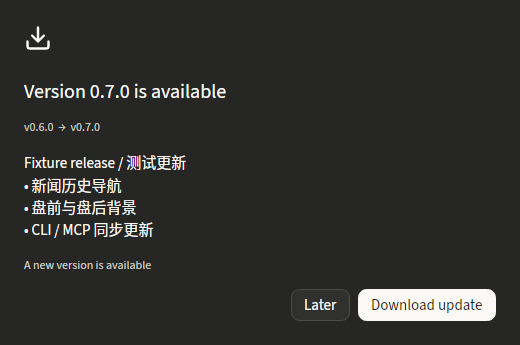 Version 0.7.0 is available
v0.6.0 → v0.7.0
Fixture release / 测试更新
• 新闻历史导航
• 盘前与盘后背景
• CLI / MCP 同步更新
A new version is available
Later
Download update